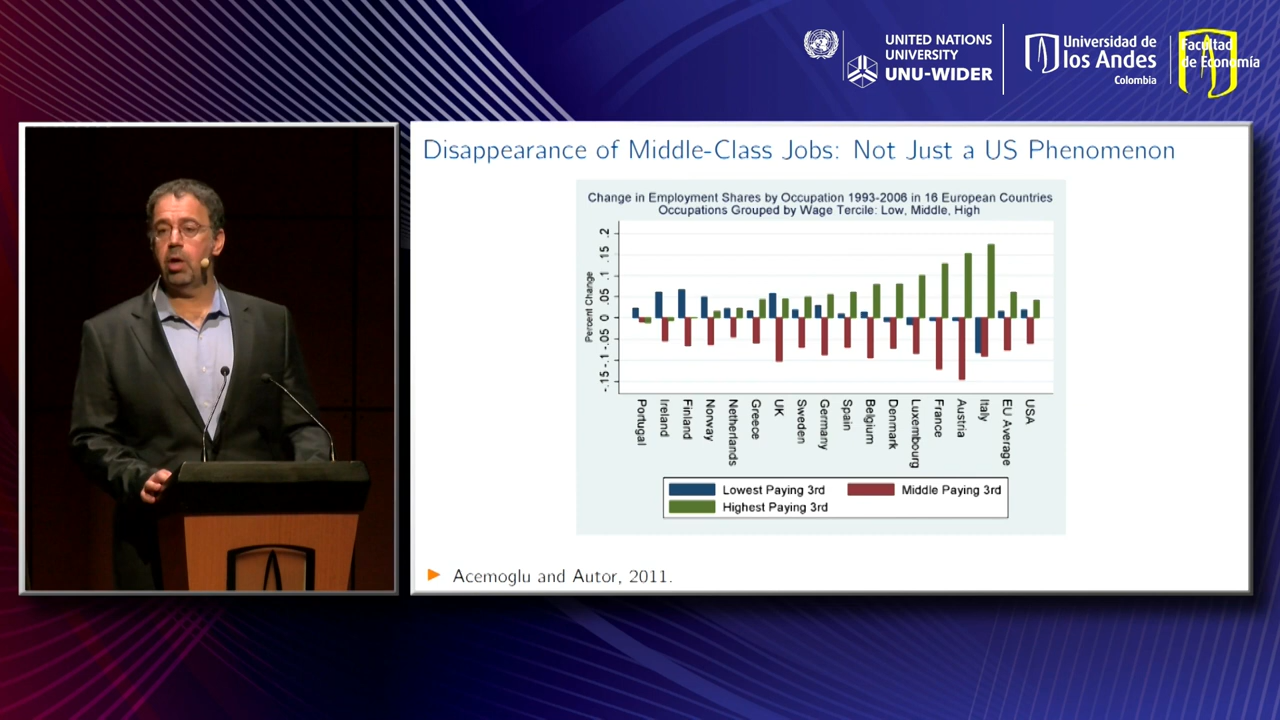 UNITED NATIONS
UNIVERSITY
UNU-WIDER
Universidad de
los Andes
Colombia
Facultad
de Economía
Disappearance of Middle-Class Jobs: Not Just a US Phenomenon
Change in Employment Shares by Occupation 1993-2006 in 16 European Countries
Occupations Grouped by Wage Tercile: Low, Middle, High
Percent Change
.2
.15
.1
.05
0
-.05
-.1
-.15
Portugal
Ireland
Finland
Norway
Netherlands
Greece
UK
Sweden
Germany
Spain
Belgium
Denmark
Luxembourg
France
Austria
Italy
EU Average
USA
Lowest Paying 3rd
Middle Paying 3rd
Highest Paying 3rd
Acemoglu and Autor, 2011.